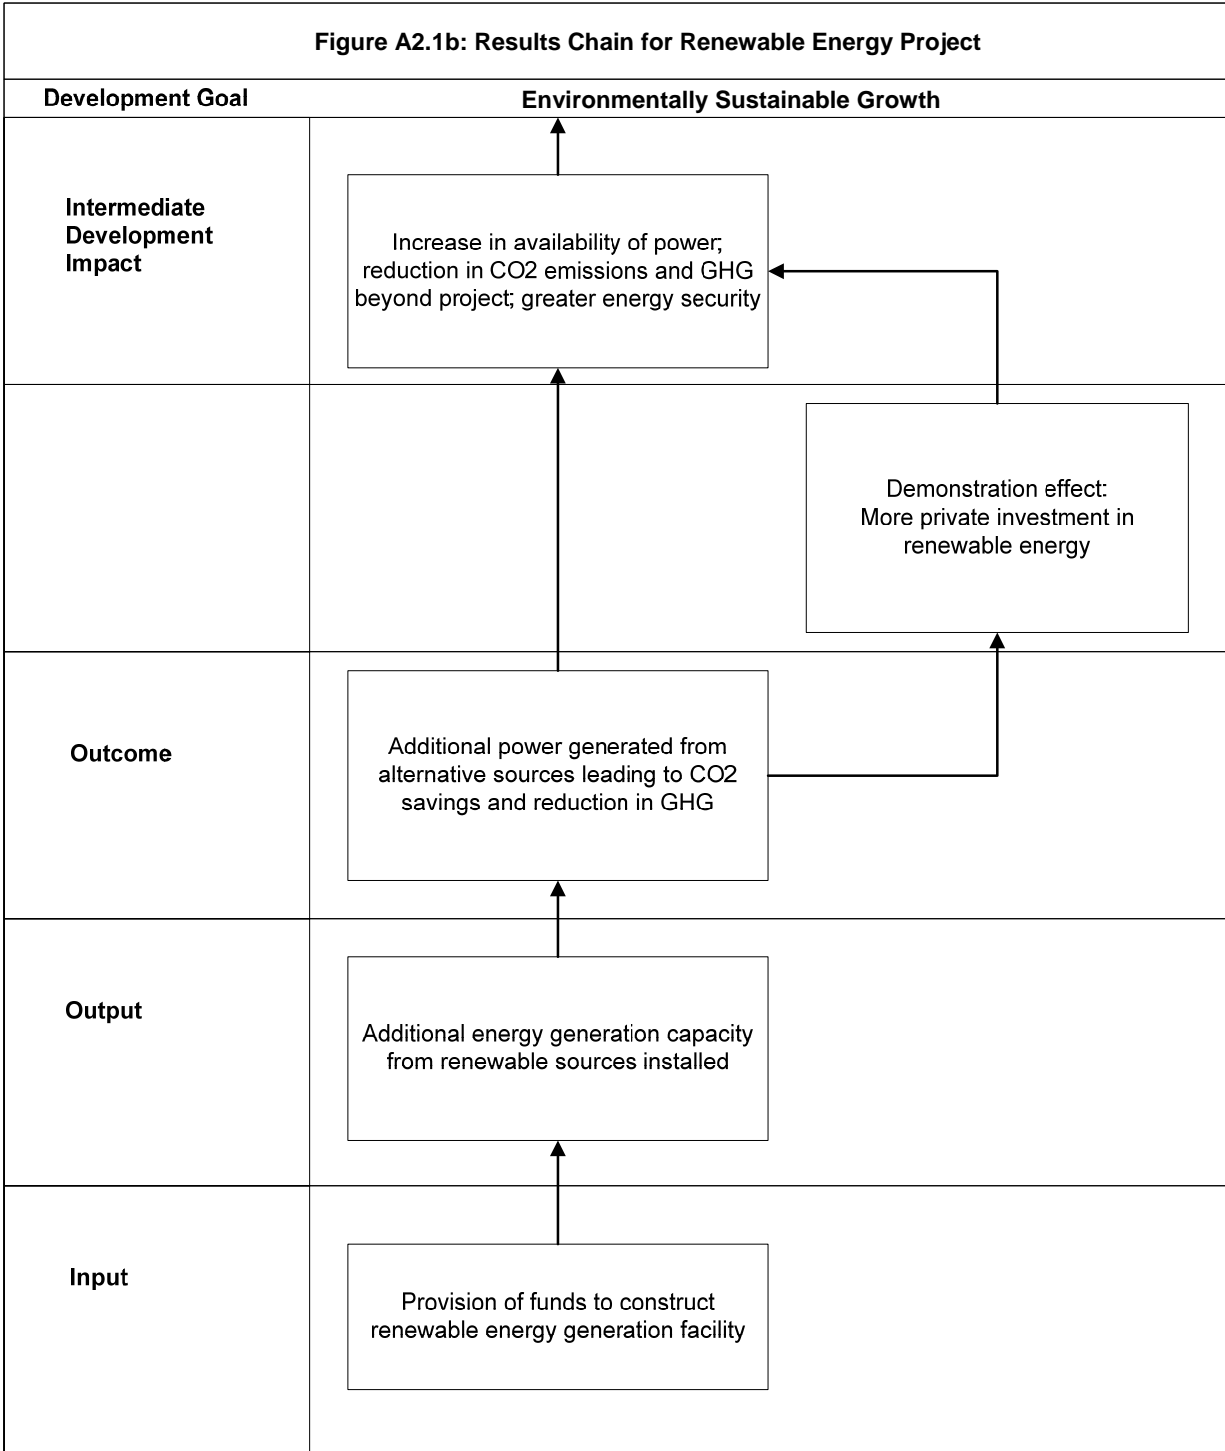 Figure A2.1b: Results Chain for Renewable Energy Project
Development Goal
Environmentally Sustainable Growth
Intermediate
Development
Impact
Increase in availability of power;
reduction in CO2 emissions and GHG
beyond project; greater energy security
Demonstration effect:
More private investment in
renewable energy
Outcome
Additional power generated from
alternative sources leading to CO2
savings and reduction in GHG
Output
Additional energy generation capacity
from renewable sources installed
Input
Provision of funds to construct
renewable energy generation facility